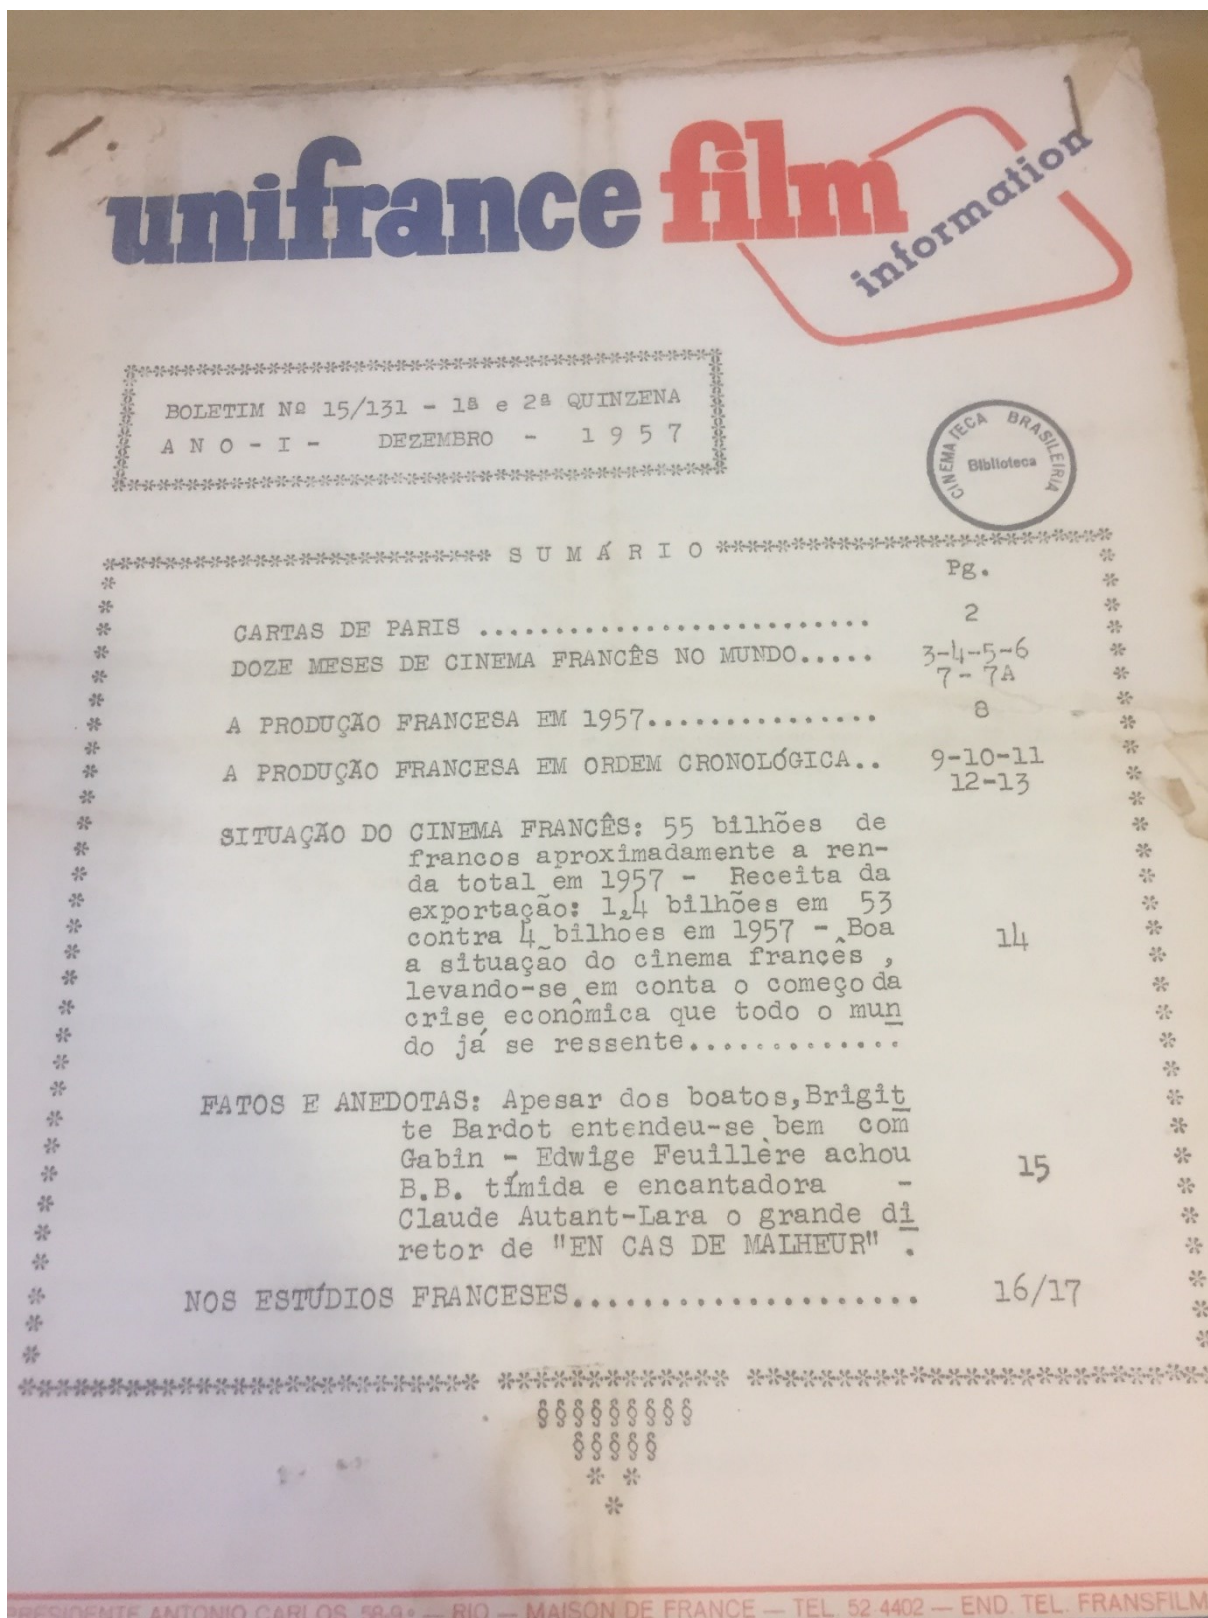 unifrance film information
BOLETIM Nº 15/131 - 1ª e 2ª QUINZENA
A N O - I - DEZEMBRO - 1 9 5 7
CINEMATECA BRASILEIRIA
Biblioteca
S U M Á R I O
Pg.
CARTAS DE PARIS ........................... 2
DOZE MESES DE CINEMA FRANCÊS NO MUNDO..... 3-4-5-6
7 - 7A
A PRODUÇÃO FRANCESA EM 1957............... 8
A PRODUÇÃO FRANCESA EM ORDEM CRONOLÓGICA.. 9-10-11
12-13
SITUAÇÃO DO CINEMA FRANCÊS: 55 bilhões de
francos aproximadamente a ren-
da total em 1957 - Receita da
exportação: 1,4 bilhões em 53
contra 4 bilhoes em 1957 - Boa
a situação do cinema francês , 14
levando-se em conta o começo da
crise econômica que todo o mun
do já se ressente.............
FATOS E ANEDOTAS: Apesar dos boatos,Brigit
te Bardot entendeu-se bem com
Gabin - Edwige Feuillère achou 15
B.B. tímida e encantadora -
Claude Autant-Lara o grande di
retor de "EN CAS DE MALHEUR" .
NOS ESTÚDIOS FRANCESES.................... 16/17
§§§§§§§§§
§§§§§
* *
*
PRESIDENTE ANTONIO CARLOS, 58-9.º — RIO — MAISON DE FRANCE — TEL. 52-4402 — END. TEL. FRANSFILM